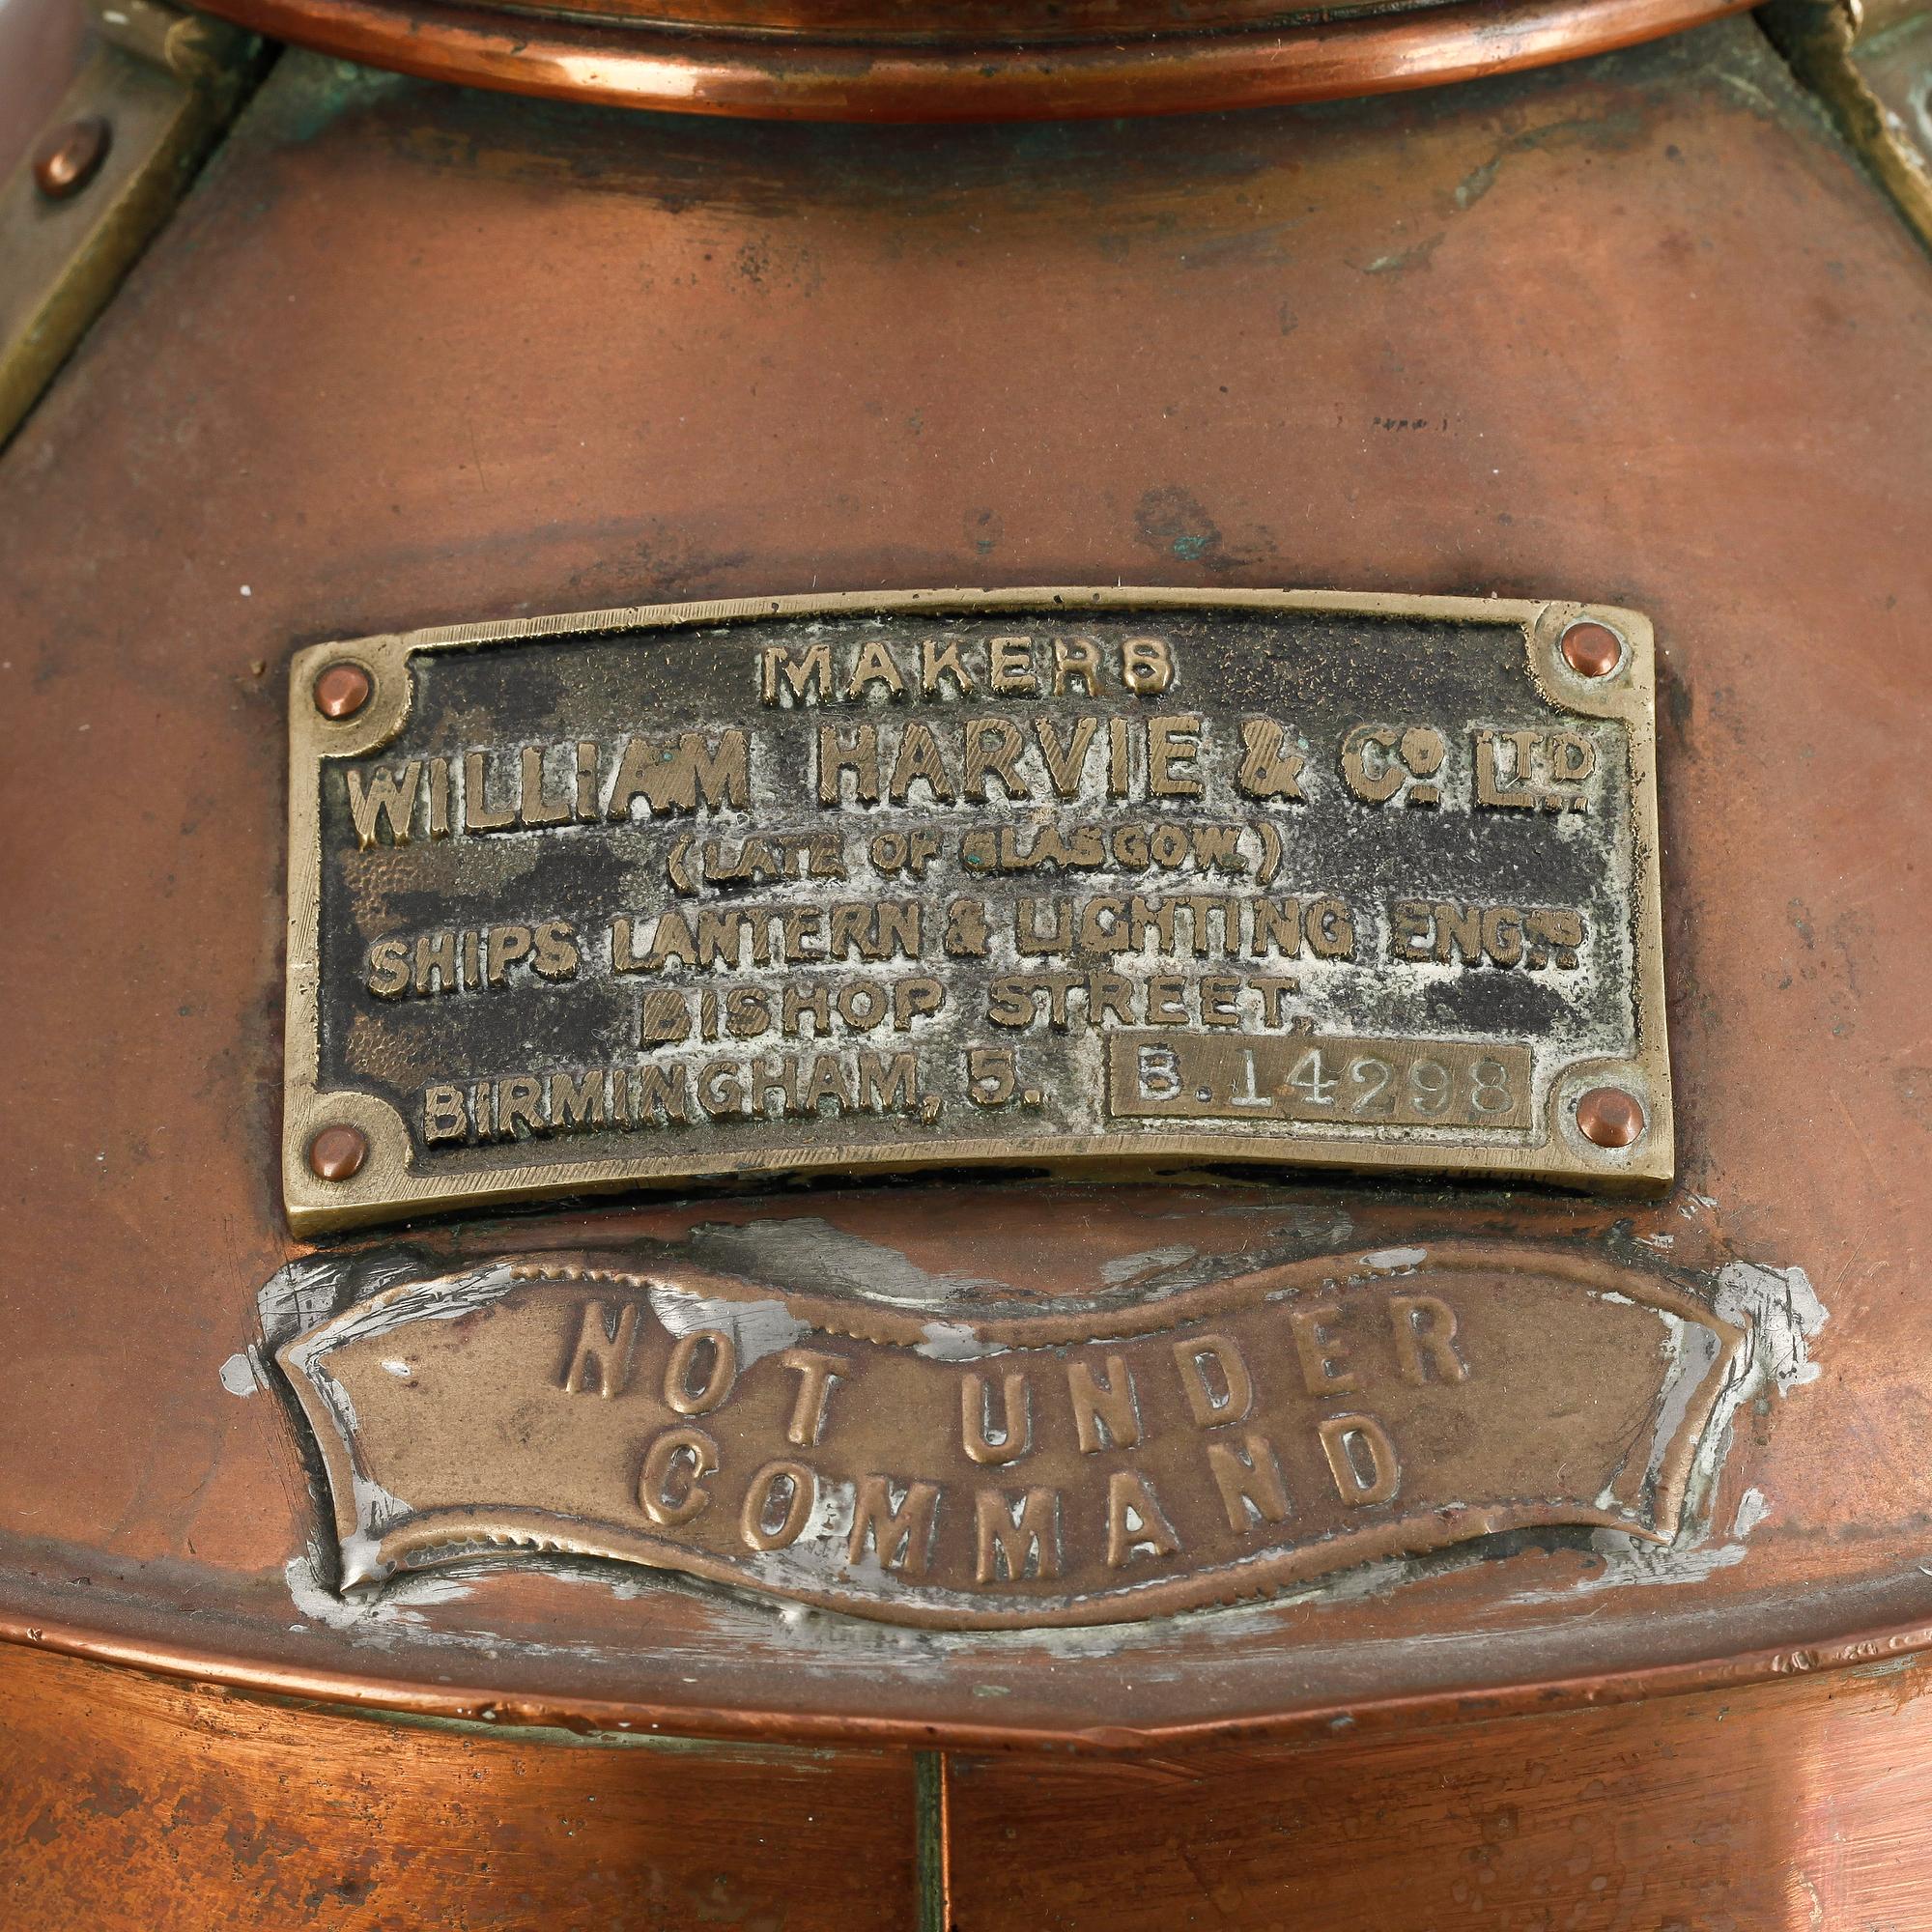 MAKERS
WILLIAM HARVIE & Co. LTD.
(LATE OF GLASGOW.)
SHIPS LANTERN & LIGHTING ENGRS.
BISHOP STREET,
BIRMINGHAM, 5. B.14298
NOT UNDER
COMMAND